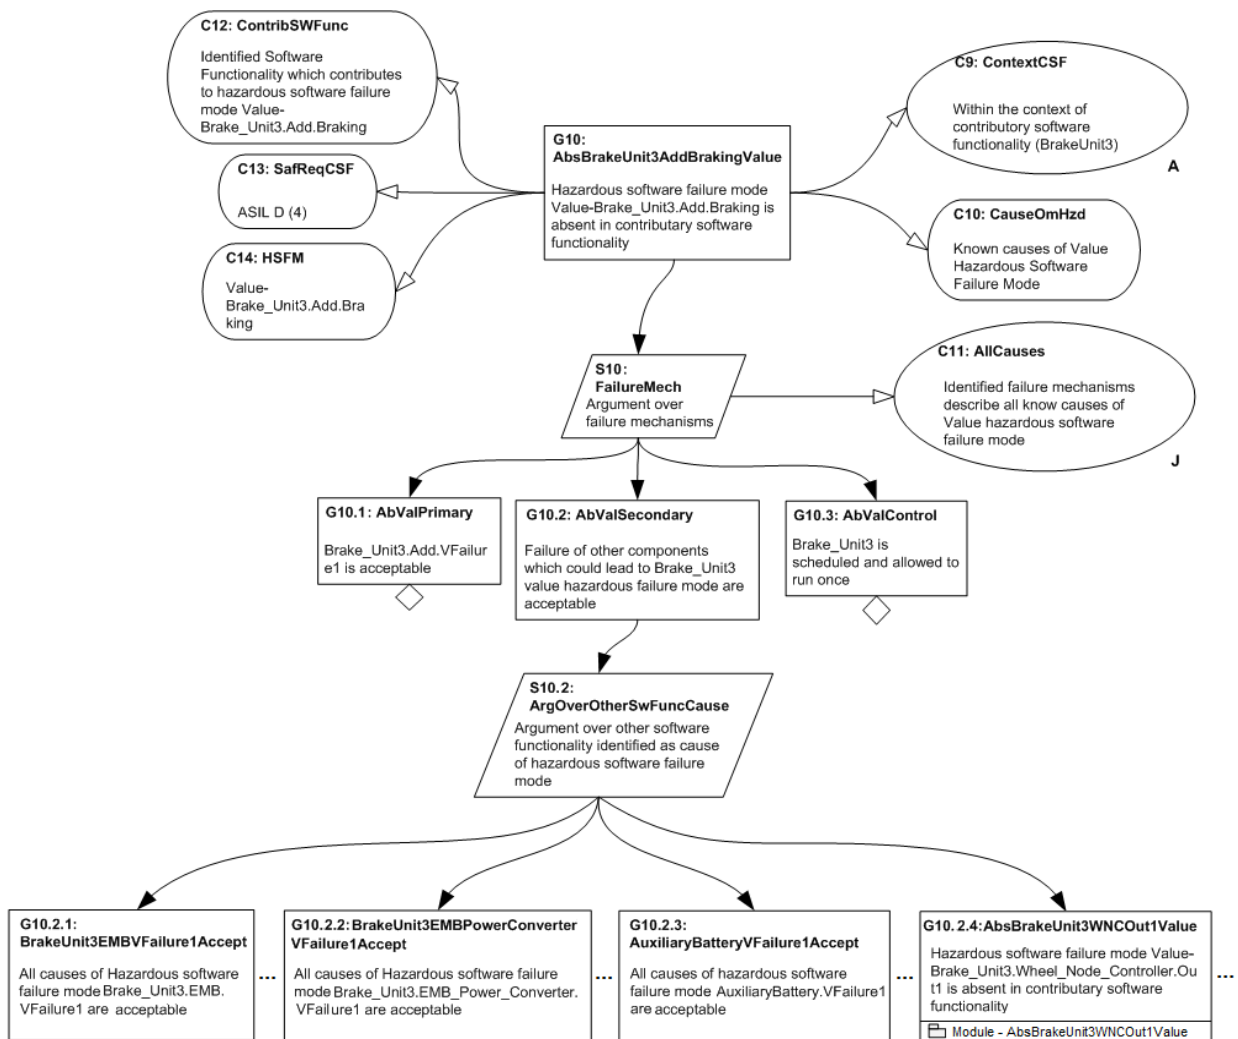 C12: ContribSWFunc
Identified Software
Functionality which contributes
to hazardous software failure
mode Value-
Brake_Unit3.Add.Braking
C13: SafReqCSF
ASIL D (4)
C14: HSFM
Value-
Brake_Unit3.Add.Bra
king
G10:
AbsBrakeUnit3AddBrakingValue
Hazardous software failure mode
Value-Brake_Unit3.Add.Braking is
absent in contributary software
functionality
C9: ContextCSF
Within the context of
contributory software
functionality (BrakeUnit3)
A
C10: CauseOmHzd
Known causes of Value
Hazardous Software
Failure Mode
S10:
FailureMech
Argument over
failure mechanisms
C11: AllCauses
Identified failure mechanisms
describe all know causes of
Value hazardous software
failure mode
J
G10.1: AbValPrimary
Brake_Unit3.Add.VFailur
e1 is acceptable
G10.2: AbValSecondary
Failure of other components
which could lead to Brake_Unit3
value hazardous failure mode are
acceptable
G10.3: AbValControl
Brake_Unit3 is
scheduled and allowed to
run once
S10.2:
ArgOverOtherSwFuncCause
Argument over other software
functionality identified as cause
of hazardous software failure
mode
G10.2.1:
BrakeUnit3EMBVFailure1Accept
All causes of Hazardous software
failure mode Brake_Unit3.EMB.
VFailure1 are acceptable
...
G10.2.2: BrakeUnit3EMBPowerConverter
VFailure1Accept
All causes of Hazardous software failure
mode Brake_Unit3.EMB_Power_Converter.
VFailure1 are acceptable
...
G10.2.3:
AuxiliaryBatteryVFailure1Accept
All causes of hazardous software
failure mode AuxiliaryBattery.VFailure1
are acceptable
...
G10.2.4:AbsBrakeUnit3WNCOut1Value
Hazardous software failure mode Value-
Brake_Unit3.Wheel_Node_Controller.Ou
t1 is absent in contributary software
functionality
Module - AbsBrakeUnit3WNCOut1Value
...